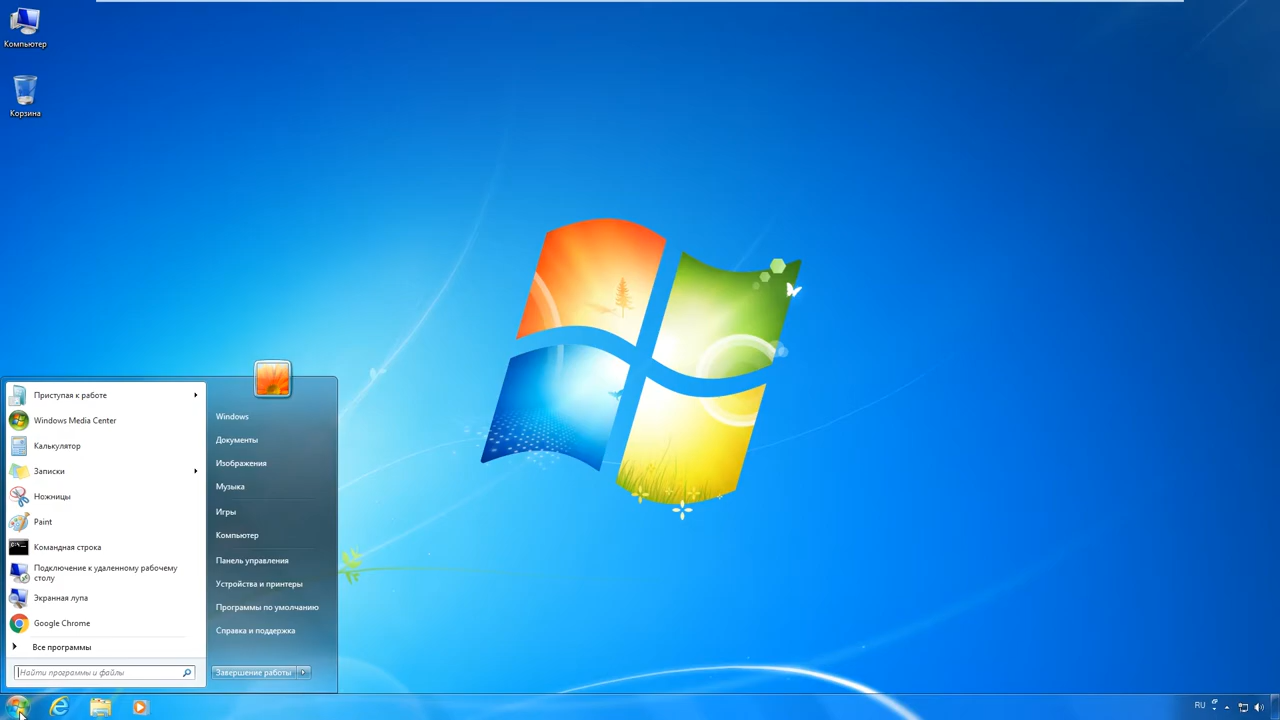 Компьютер
Корзина
Приступая к работе
Windows Media Center
Калькулятор
Записки
Ножницы
Paint
Командная строка
Подключение к удаленному рабочему
столу
Экранная лупа
Google Chrome
Все программы
Найти программы и файлы
Windows
Документы
Изображения
Музыка
Игры
Компьютер
Панель управления
Устройства и принтеры
Программы по умолчанию
Справка и поддержка
Завершение работы
RU